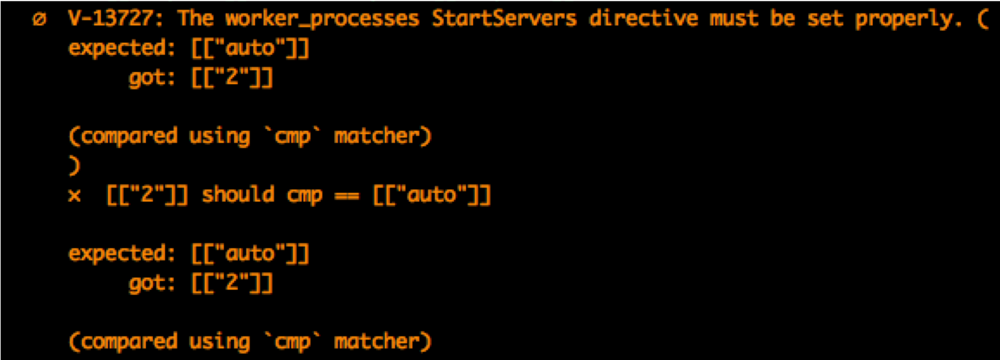 ø V-13727: The worker_processes StartServers directive must be set properly. (
expected: [["auto"]]
got: [["2"]]
(compared using `cmp` matcher)
)
× [["2"]] should cmp == [["auto"]]
expected: [["auto"]]
got: [["2"]]
(compared using `cmp` matcher)